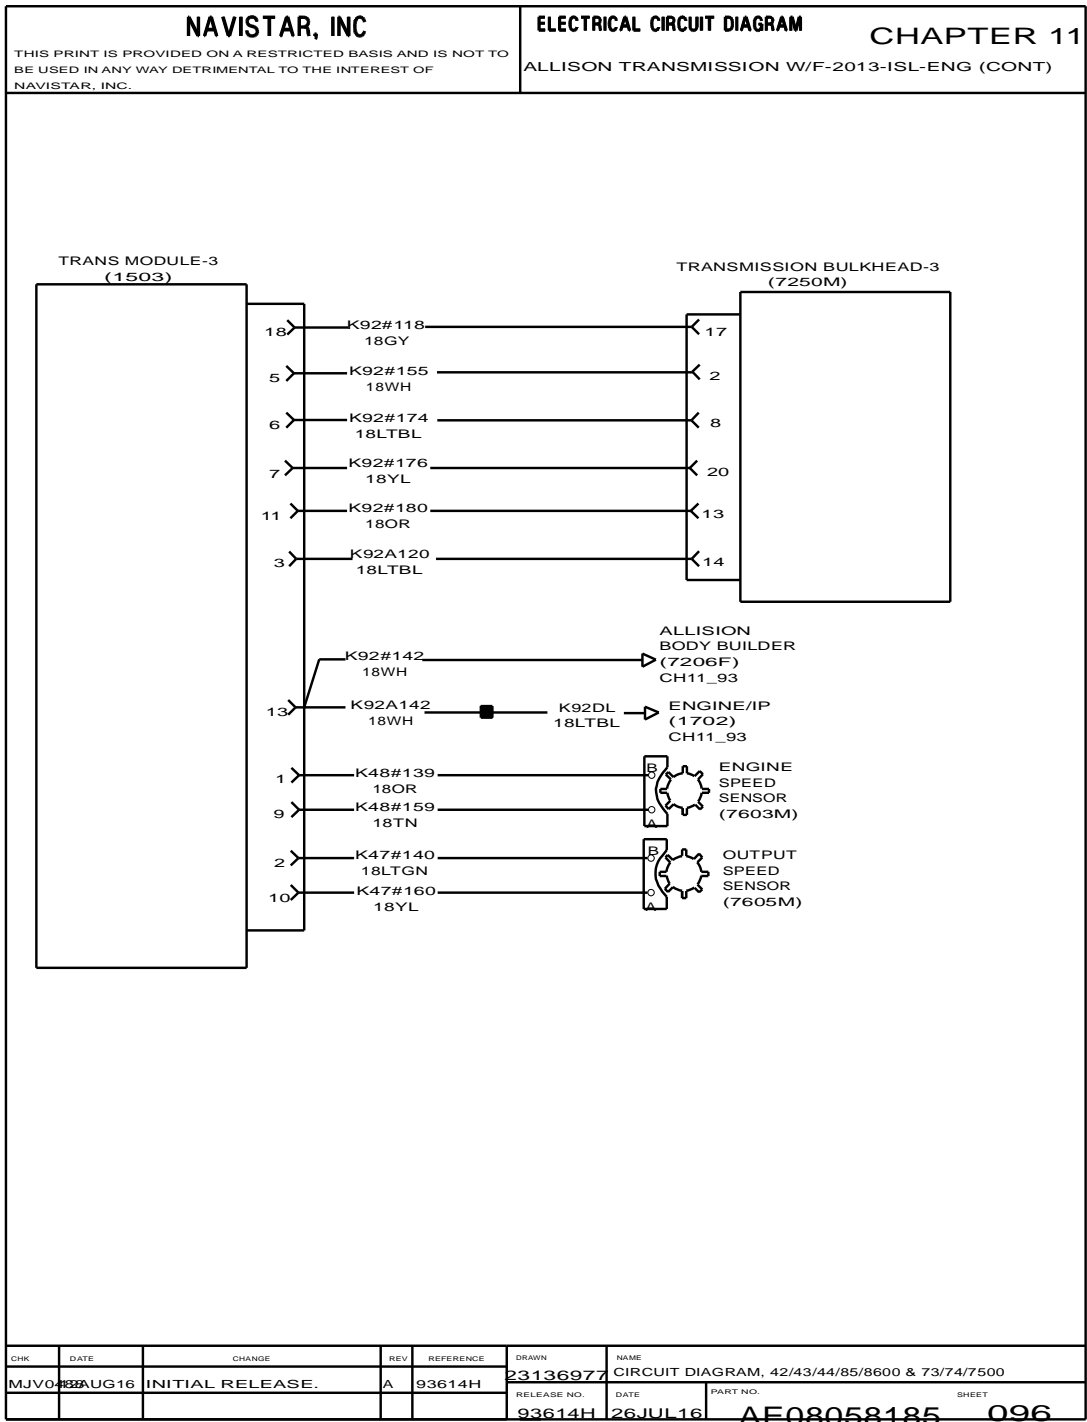 NAVISTAR, INC
THIS PRINT IS PROVIDED ON A RESTRICTED BASIS AND IS NOT TO
BE USED IN ANY WAY DETRIMENTAL TO THE INTEREST OF
NAVISTAR, INC.
ELECTRICAL CIRCUIT DIAGRAM
CHAPTER 11
ALLISON TRANSMISSION W/F-2013-ISL-ENG (CONT)
TRANS MODULE-3
(1503)
TRANSMISSION BULKHEAD-3
(7250M)
18 K92#118 17
18GY
5 K92#155 2
18WH
6 K92#174 8
18LTBL
7 K92#176 20
18YL
11 K92#180 13
18OR
3 K92A120 14
18LTBL
K92#142
18WH
ALLISION
BODY BUILDER
(7206F)
CH11_93
13 K92A142 K92DL
18WH 18LTBL
ENGINE/IP
(1702)
CH11_93
1 K48#139 B
18OR
9 K48#159 A
18TN
ENGINE
SPEED
SENSOR
(7603M)
2 K47#140 B
18LTGN
10 K47#160 A
18YL
OUTPUT
SPEED
SENSOR
(7605M)
CHK DATE CHANGE REV REFERENCE
INITIAL RELEASE. A 93614H
DRAWN
23136977
NAME
CIRCUIT DIAGRAM, 42/43/44/85/8600 & 73/74/7500
RELEASE NO.
93614H
DATE
26JUL16
PART NO.
AF08058185
SHEET
096